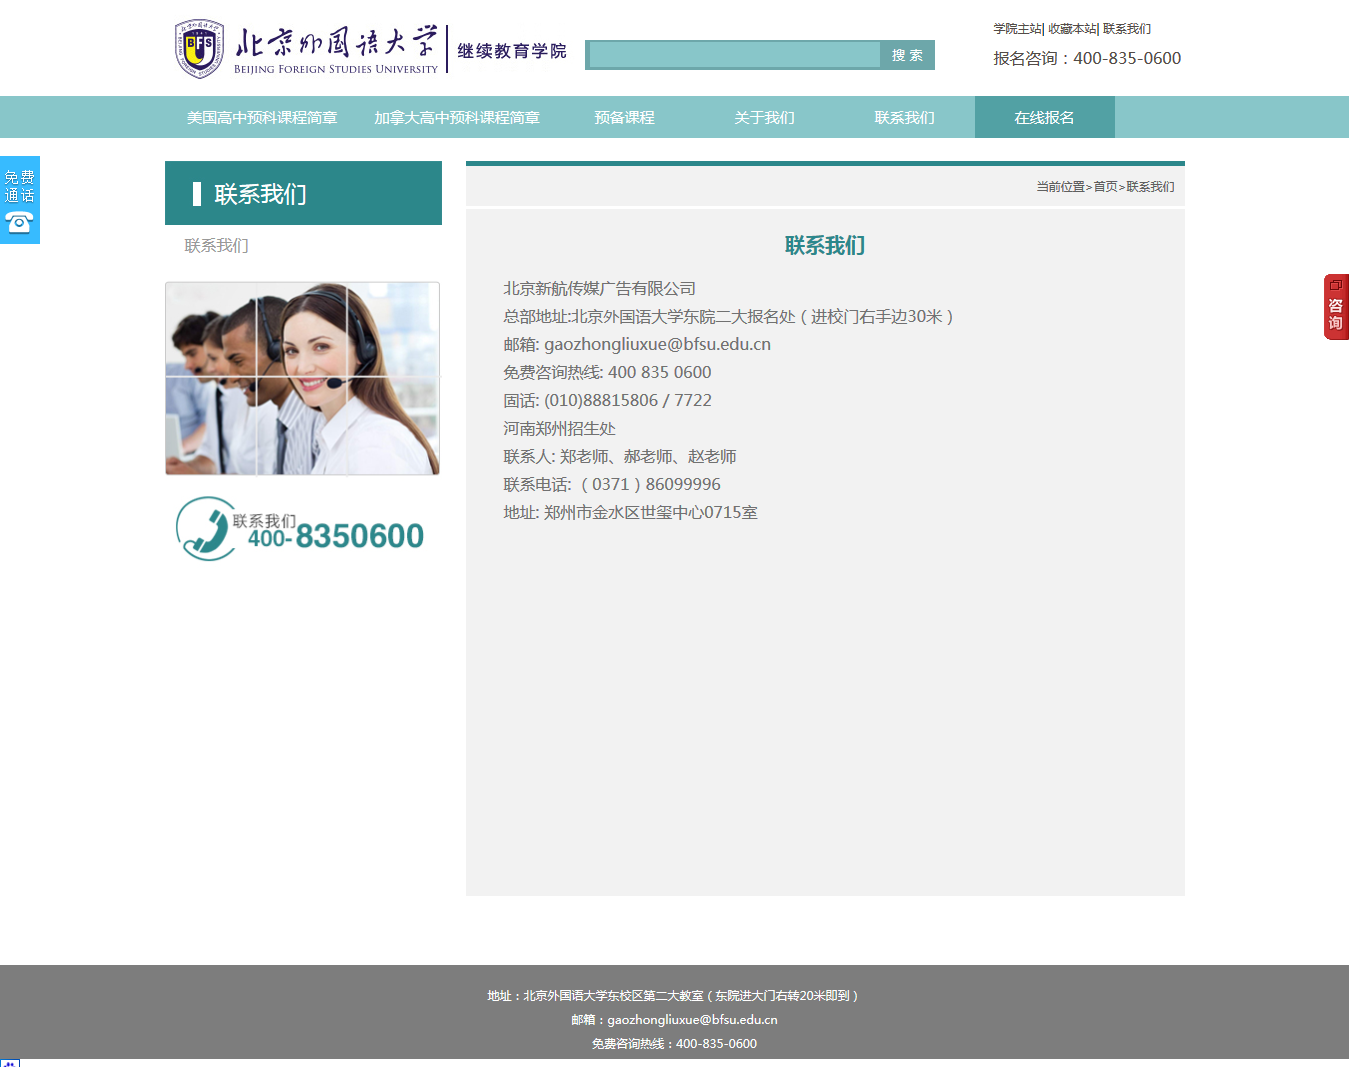 北京外国语大学
BEIJING FOREIGN STUDIES UNIVERSITY
继续教育学院
BFS
搜 索
学院主站| 收藏本站| 联系我们
报名咨询：400-835-0600
美国高中预科课程简章 加拿大高中预科课程简章 预备课程 关于我们 联系我们 在线报名
免费
通话
联系我们
联系我们
联系我们
400-8350600
当前位置>首页>联系我们
联系我们
北京新航传媒广告有限公司
总部地址:北京外国语大学东院二大报名处（进校门右手边30米）
邮箱: gaozhongliuxue@bfsu.edu.cn
免费咨询热线: 400 835 0600
固话: (010)88815806 / 7722
河南郑州招生处
联系人: 郑老师、郝老师、赵老师
联系电话: （0371）86099996
地址: 郑州市金水区世玺中心0715室
咨询
地址：北京外国语大学东校区第二大教室（东院进大门右转20米即到）
邮箱：gaozhongliuxue@bfsu.edu.cn
免费咨询热线：400-835-0600